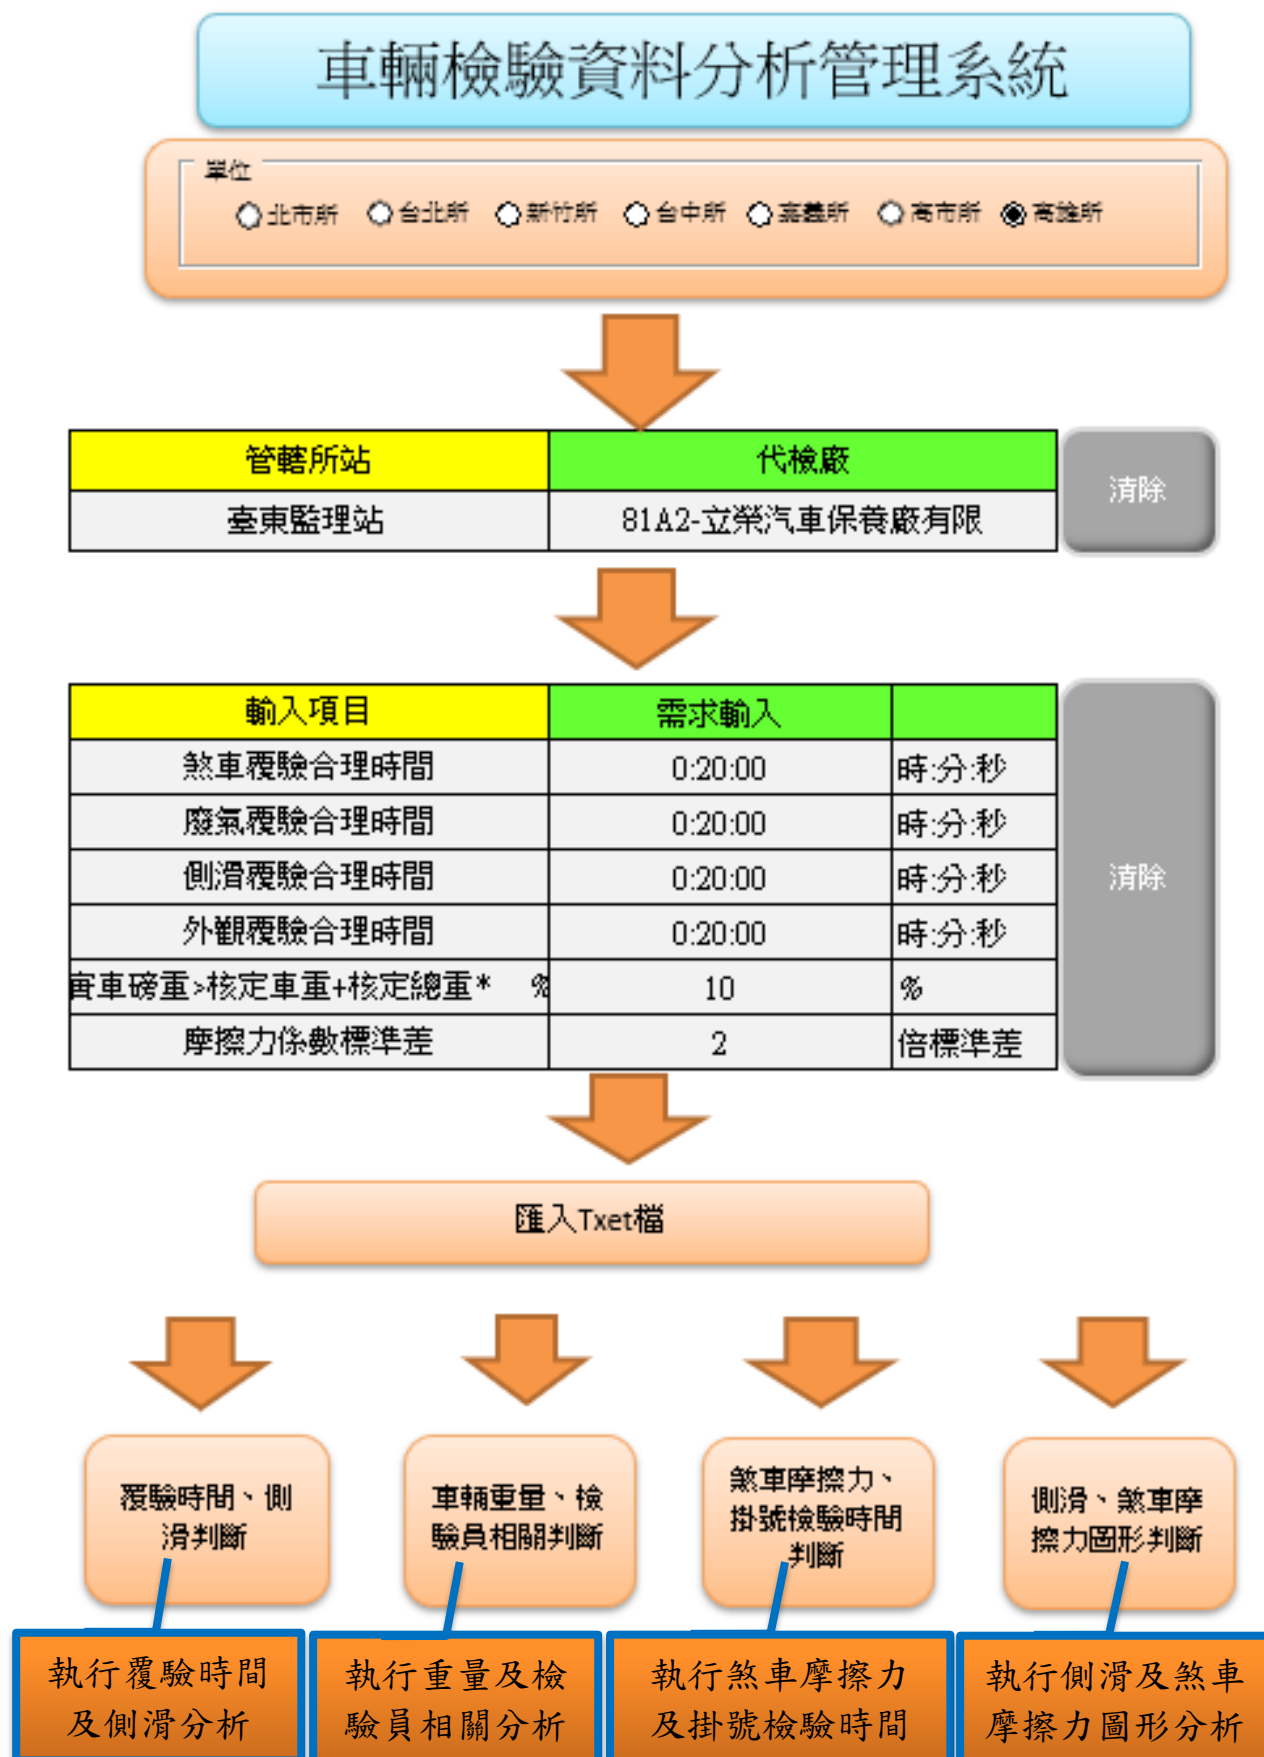 車輛檢驗資料分析管理系統
單位
北市所 台北所 新竹所 台中所 嘉義所 高市所 高雄所
管轄所站 代檢廠
清除
臺東監理站 81A2-立榮汽車保養廠有限
輸入項目 需求輸入
煞車覆驗合理時間 0:20:00 時:分:秒
廢氣覆驗合理時間 0:20:00 時:分:秒
側滑覆驗合理時間 0:20:00 時:分:秒
清除
外觀覆驗合理時間 0:20:00 時:分:秒
實車磅重>核定車重+核定總重* % 10 %
摩擦力係數標準差 2 倍標準差
匯入Txet檔
覆驗時間、側
滑判斷
車輛重量、檢
驗員相關判斷
煞車摩擦力、
掛號檢驗時間
判斷
側滑、煞車摩
擦力圖形判斷
執行覆驗時間
及側滑分析
執行重量及檢
驗員相關分析
執行煞車摩擦力
及掛號檢驗時間
執行側滑及煞車
摩擦力圖形分析